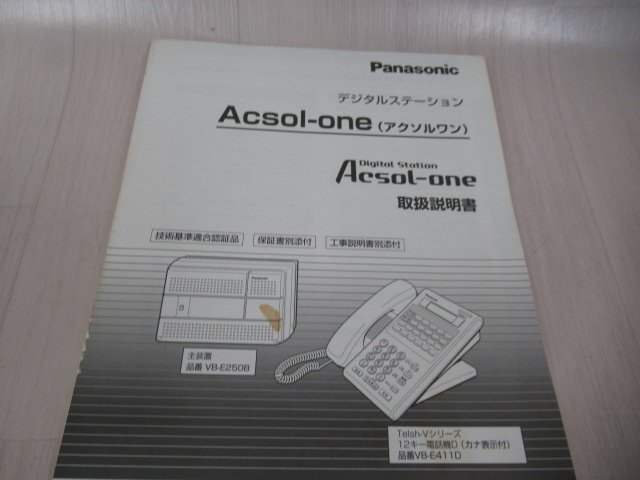 Panasonic
デジタルステーション
Acsol-one(アクソルワン)
Digital Station
Acsol-one
取扱説明書
技術基準適合認証品 保証書別添付 工事説明書別添付
Panasonic
主装置
品番 VB-E250B
Telsh-Vシリーズ
12キー電話機D(カナ表示付)
品番VB-E411D